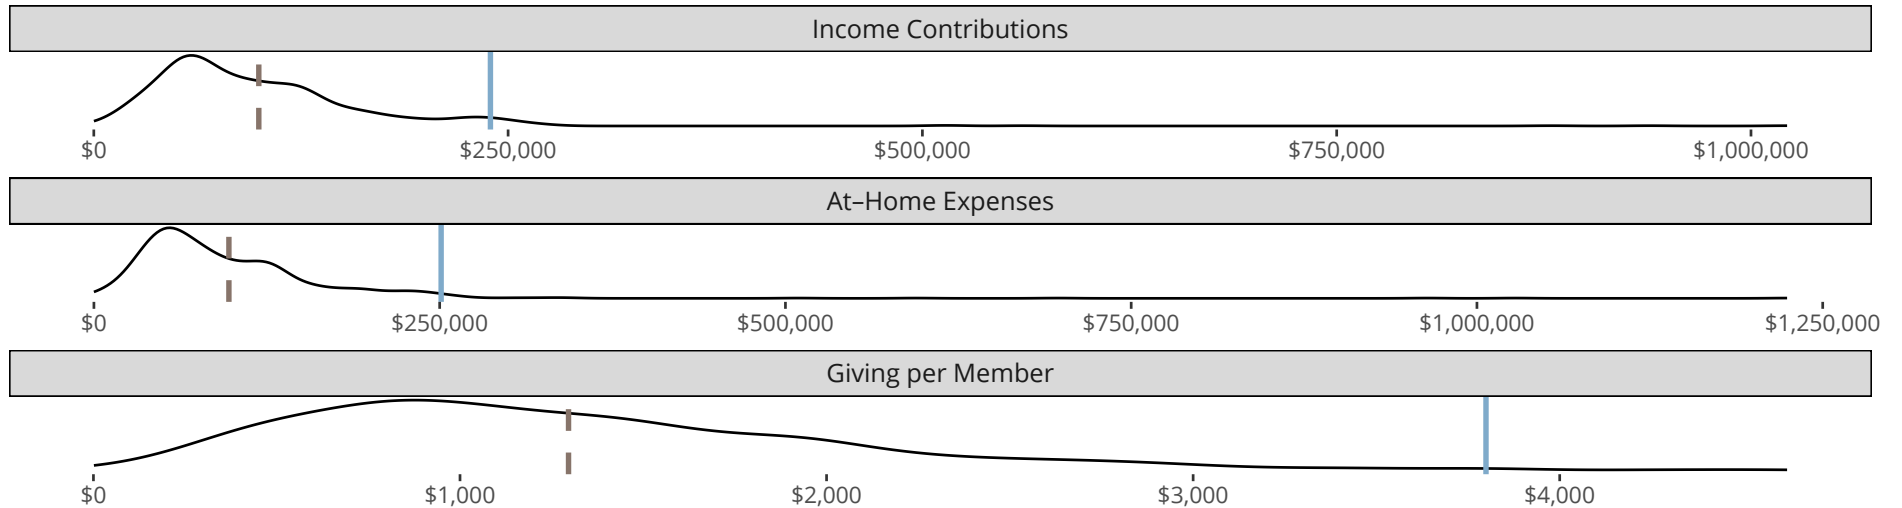 Income Contributions
$0 $250,000 $500,000 $750,000 $1,000,000
At–Home Expenses
$0 $250,000 $500,000 $750,000 $1,000,000 $1,250,000
Giving per Member
$0 $1,000 $2,000 $3,000 $4,000